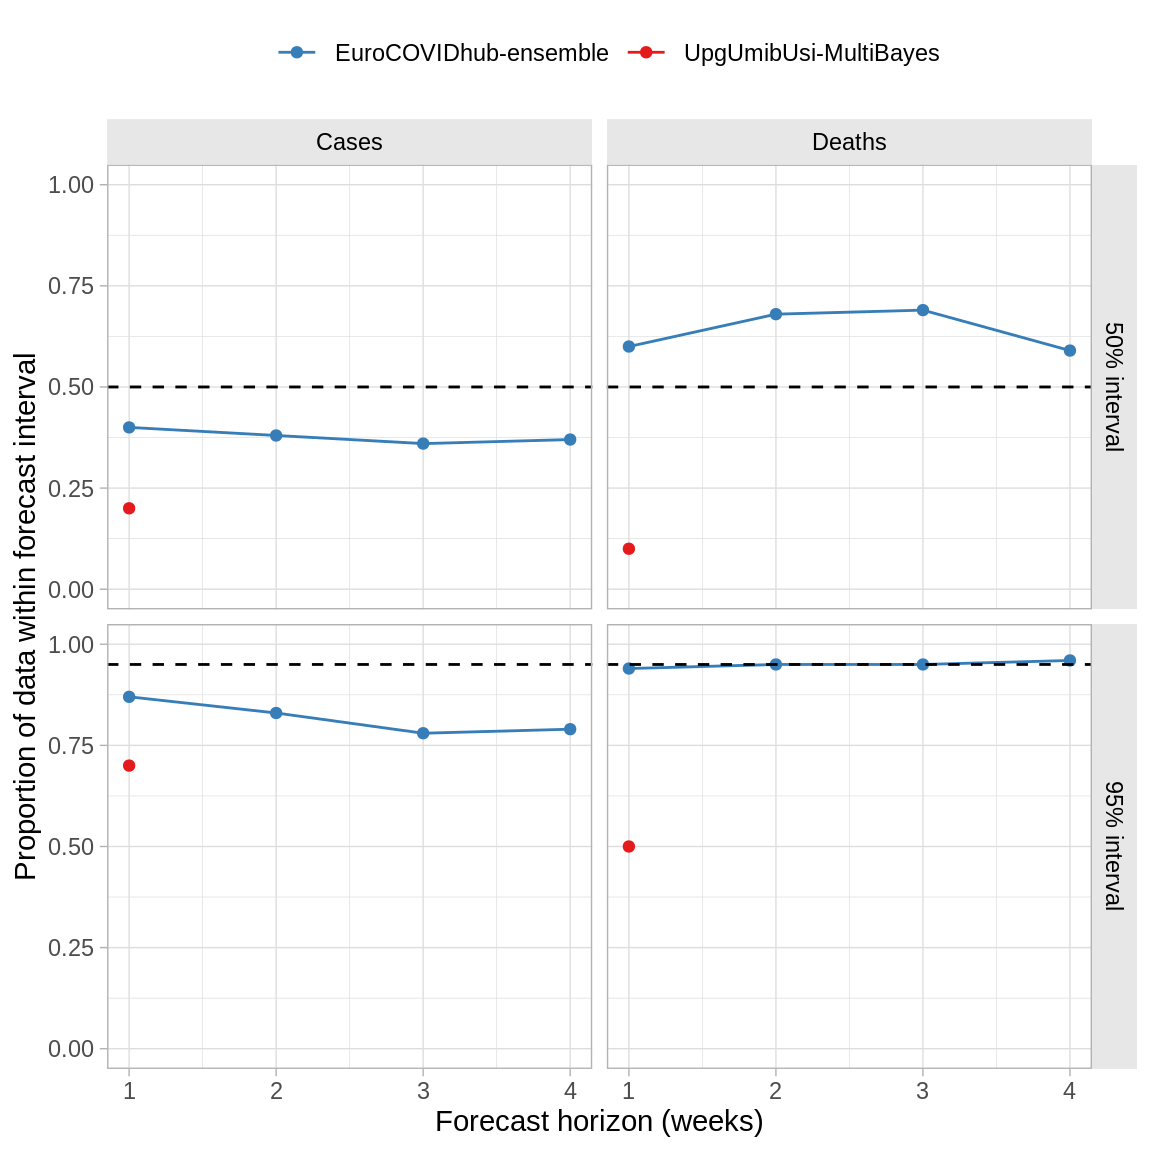 EuroCOVIDhub-ensemble UpgUmibUsi-MultiBayes
Cases Deaths
1.00
0.75
0.50
0.25
0.00
50% interval
1.00
0.75
0.50
0.25
0.00
95% interval
Proportion of data within forecast interval
1 2 3 4 1 2 3 4
Forecast horizon (weeks)